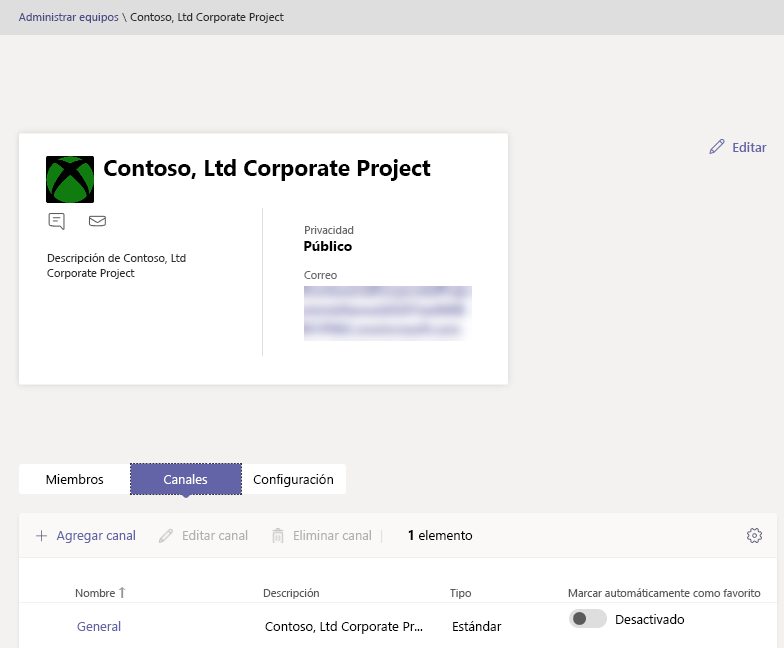 Administrar equipos \ Contoso, Ltd Corporate Project
Editar
Contoso, Ltd Corporate Project
Descripción de Contoso, Ltd
Corporate Project
Privacidad
Público
Correo
Miembros Canales Configuración
Agregar canal Editar canal Eliminar canal 1 elemento
Nombre ↑ Descripción Tipo Marcar automáticamente como favorito
General Contoso, Ltd Corporate Pr... Estándar Desactivado